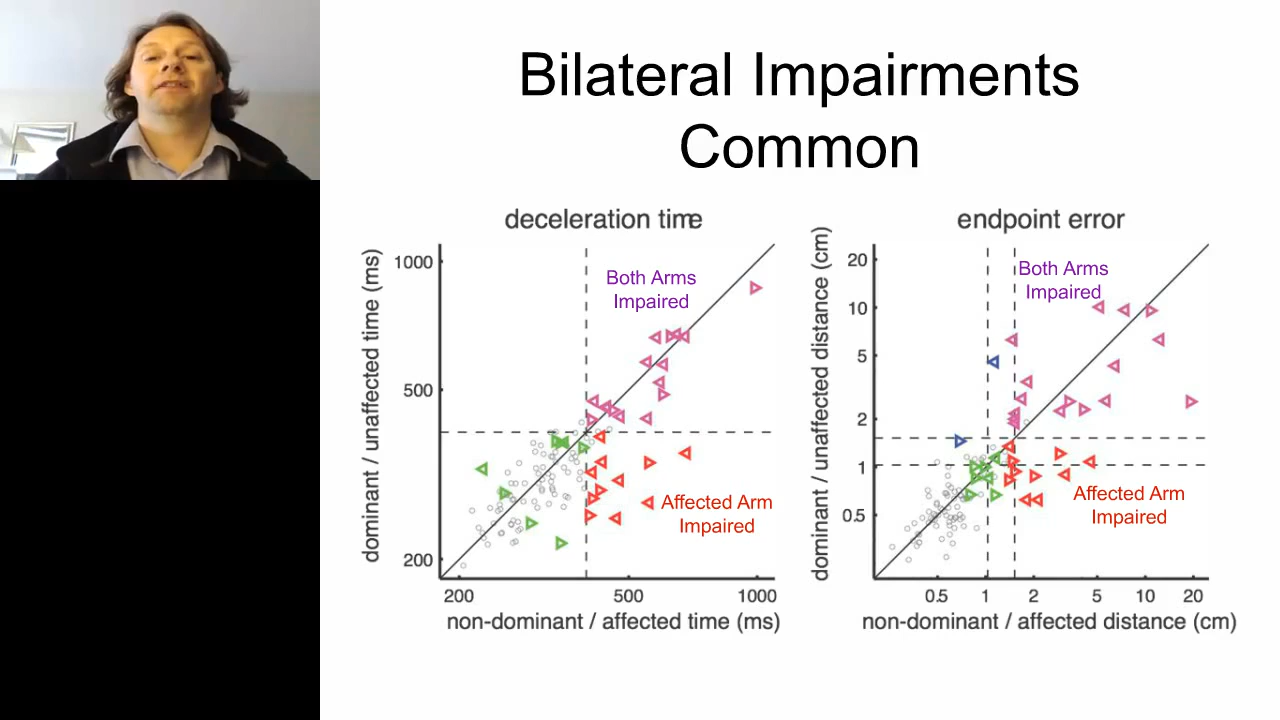 Bilateral Impairments
Common
deceleration time
dominant / unaffected time (ms)
1000
500
200
Both Arms
Impaired
Affected Arm
Impaired
200
500
1000
non-dominant / affected time (ms)
endpoint error
dominant / unaffected distance (cm)
20
10
5
2
1
0.5
Both Arms
Impaired
Affected Arm
Impaired
0.5
1
2
5
10
20
non-dominant / affected distance (cm)